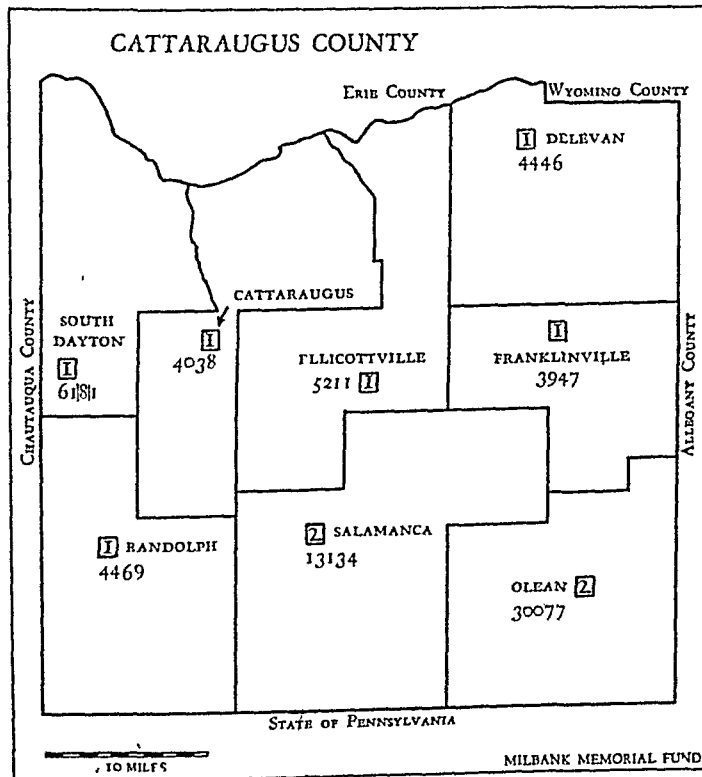 CATTARAUGUS COUNTY
ERIE COUNTY
WYOMING COUNTY
1 DELEVAN
4446
CATTARAUGUS
1
4038
SOUTH
DAYTON
1
CHAUTAUQUA COUNTY
ELLICOTTVILLE
5211 1
1
FRANKLINVILLE
3947
ALLEGANY COUNTY
1 RANDOLPH
4469
2 SALAMANCA
13134
OLEAN 2
30077
STATE OF PENNSYLVANIA
10 MILES
MILBANK MEMORIAL FUND